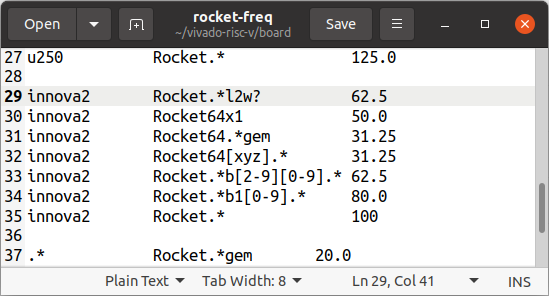 Open rocket-freq Save
~/vivado-risc-v/board
27 u250 Rocket.* 125.0
28
29 innova2 Rocket.*l2w? 62.5
30 innova2 Rocket64x1 50.0
31 innova2 Rocket64.*gem 31.25
32 innova2 Rocket64[xyz].* 31.25
33 innova2 Rocket.*b[2-9][0-9].* 62.5
34 innova2 Rocket.*b1[0-9].* 80.0
35 innova2 Rocket.* 100
36
37 .* Rocket.*gem 20.0
Plain Text Tab Width: 8 Ln 29, Col 41 INS